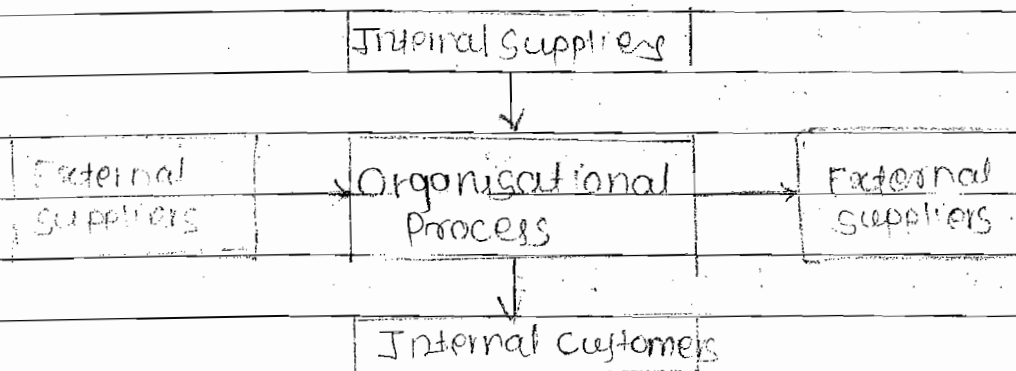 Internal Suppliers
External
suppliers
Organisational
Process
External
suppliers
Internal customers